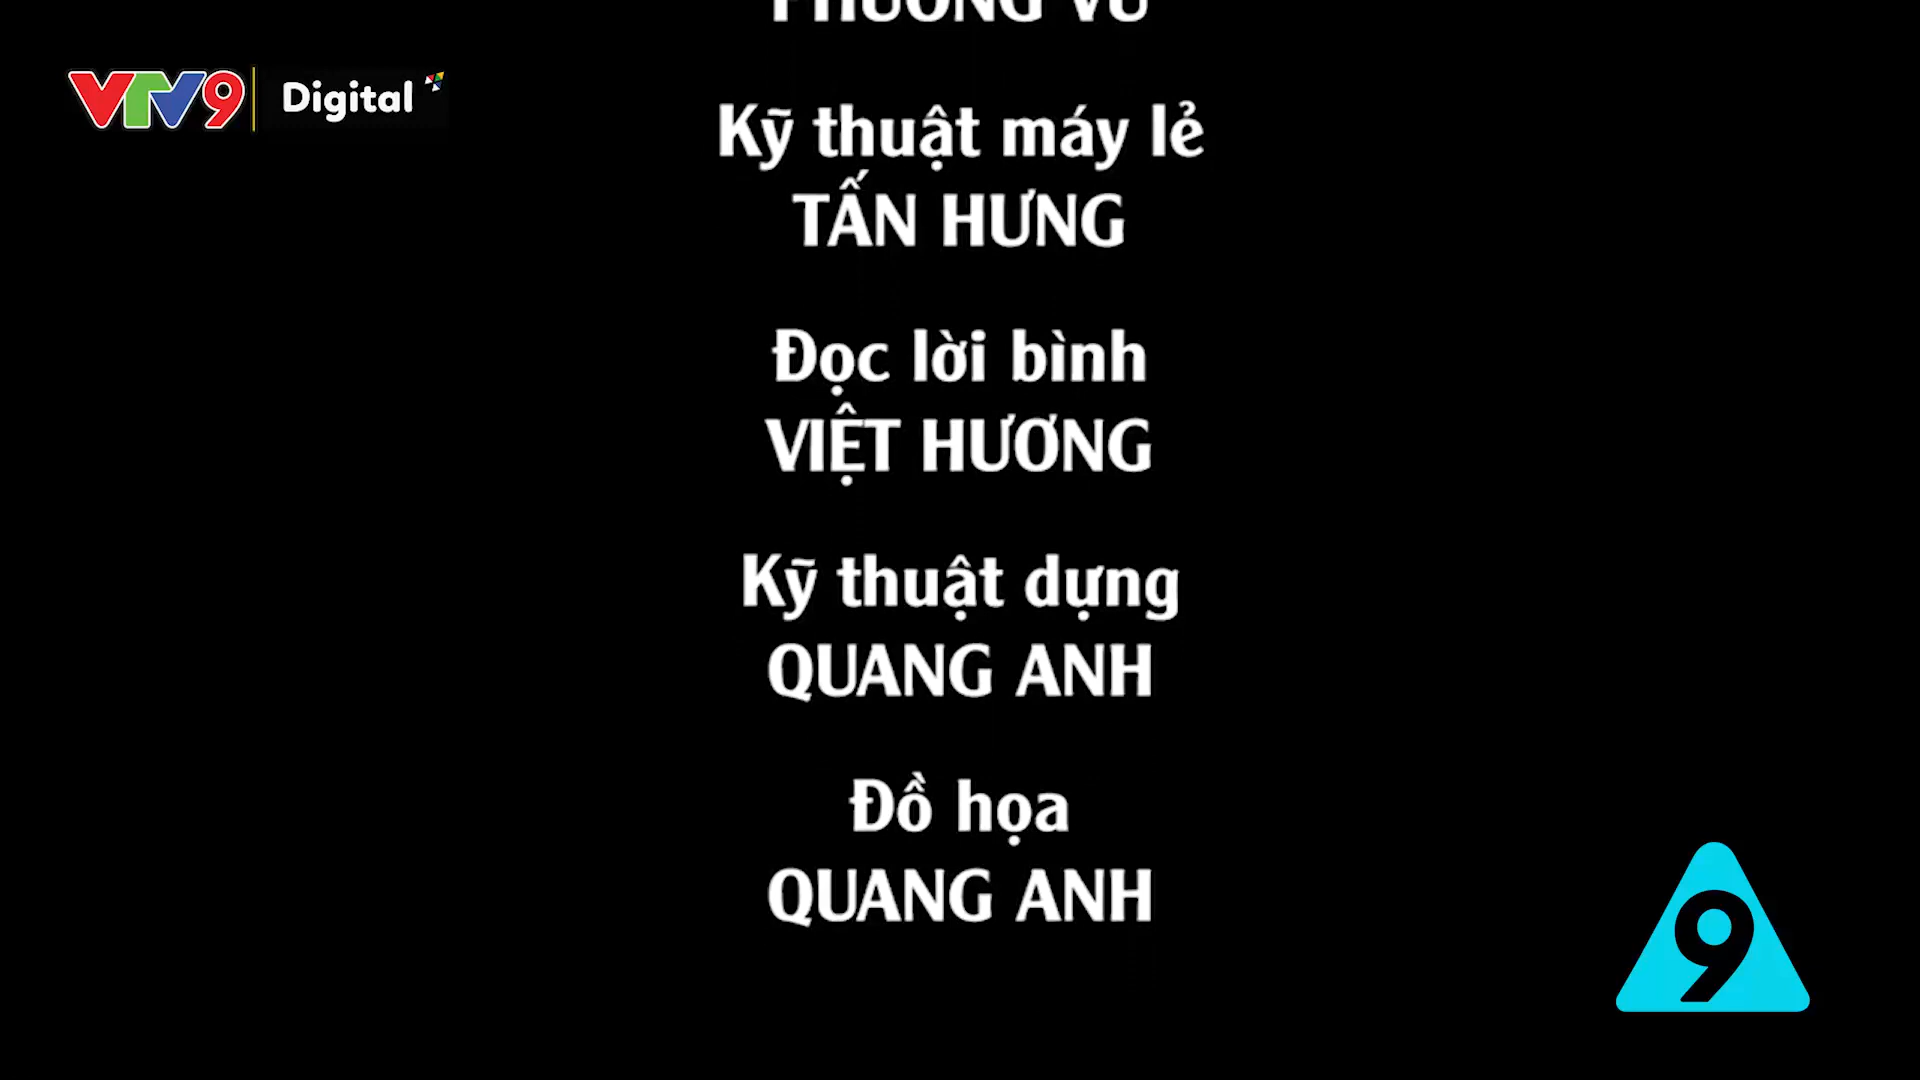 VTV9 Digital
Kỹ thuật máy lẻ
TẤN HƯNG
Đọc lời bình
VIỆT HƯƠNG
Kỹ thuật dựng
QUANG ANH
Đồ họa
QUANG ANH
9